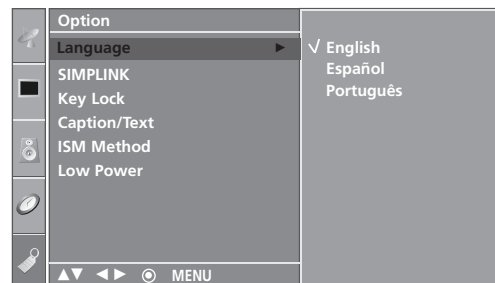 Option
Language ►
SIMPLINK
Key Lock
Caption/Text
ISM Method
Low Power
√ English
Español
Português
▲▼ ◄► ◉ MENU